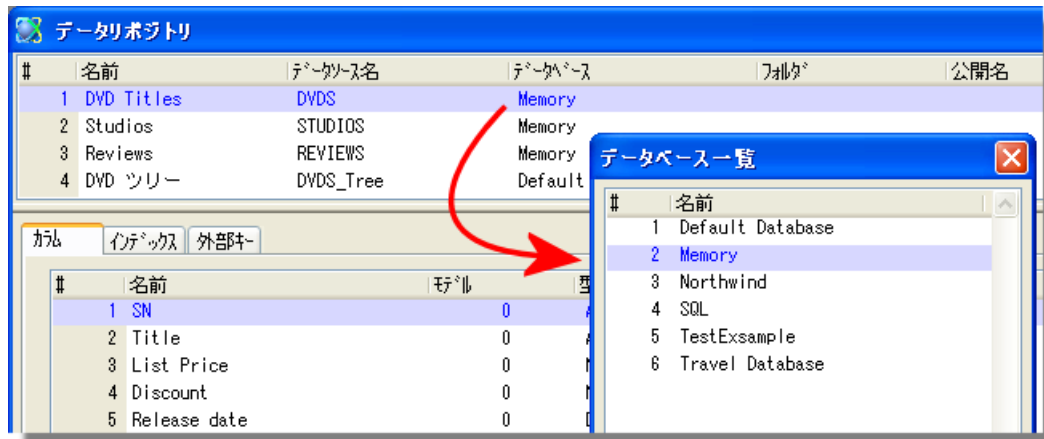 データリポジトリ
# 名前 データソース名 データベース フォルダ 公開名
1 DVD Titles DVDS Memory
2 Studios STUDIOS Memory
3 Reviews REVIEWS Memory
4 DVD ツリー DVDS_Tree Default
データベース一覧
# 名前
1 Default Database
2 Memory
3 Northwind
4 SQL
5 TestExsample
6 Travel Database
カラム インデックス 外部キー
# 名前 モデル 型
1 SN 0
2 Title 0
3 List Price 0
4 Discount 0
5 Release date 0